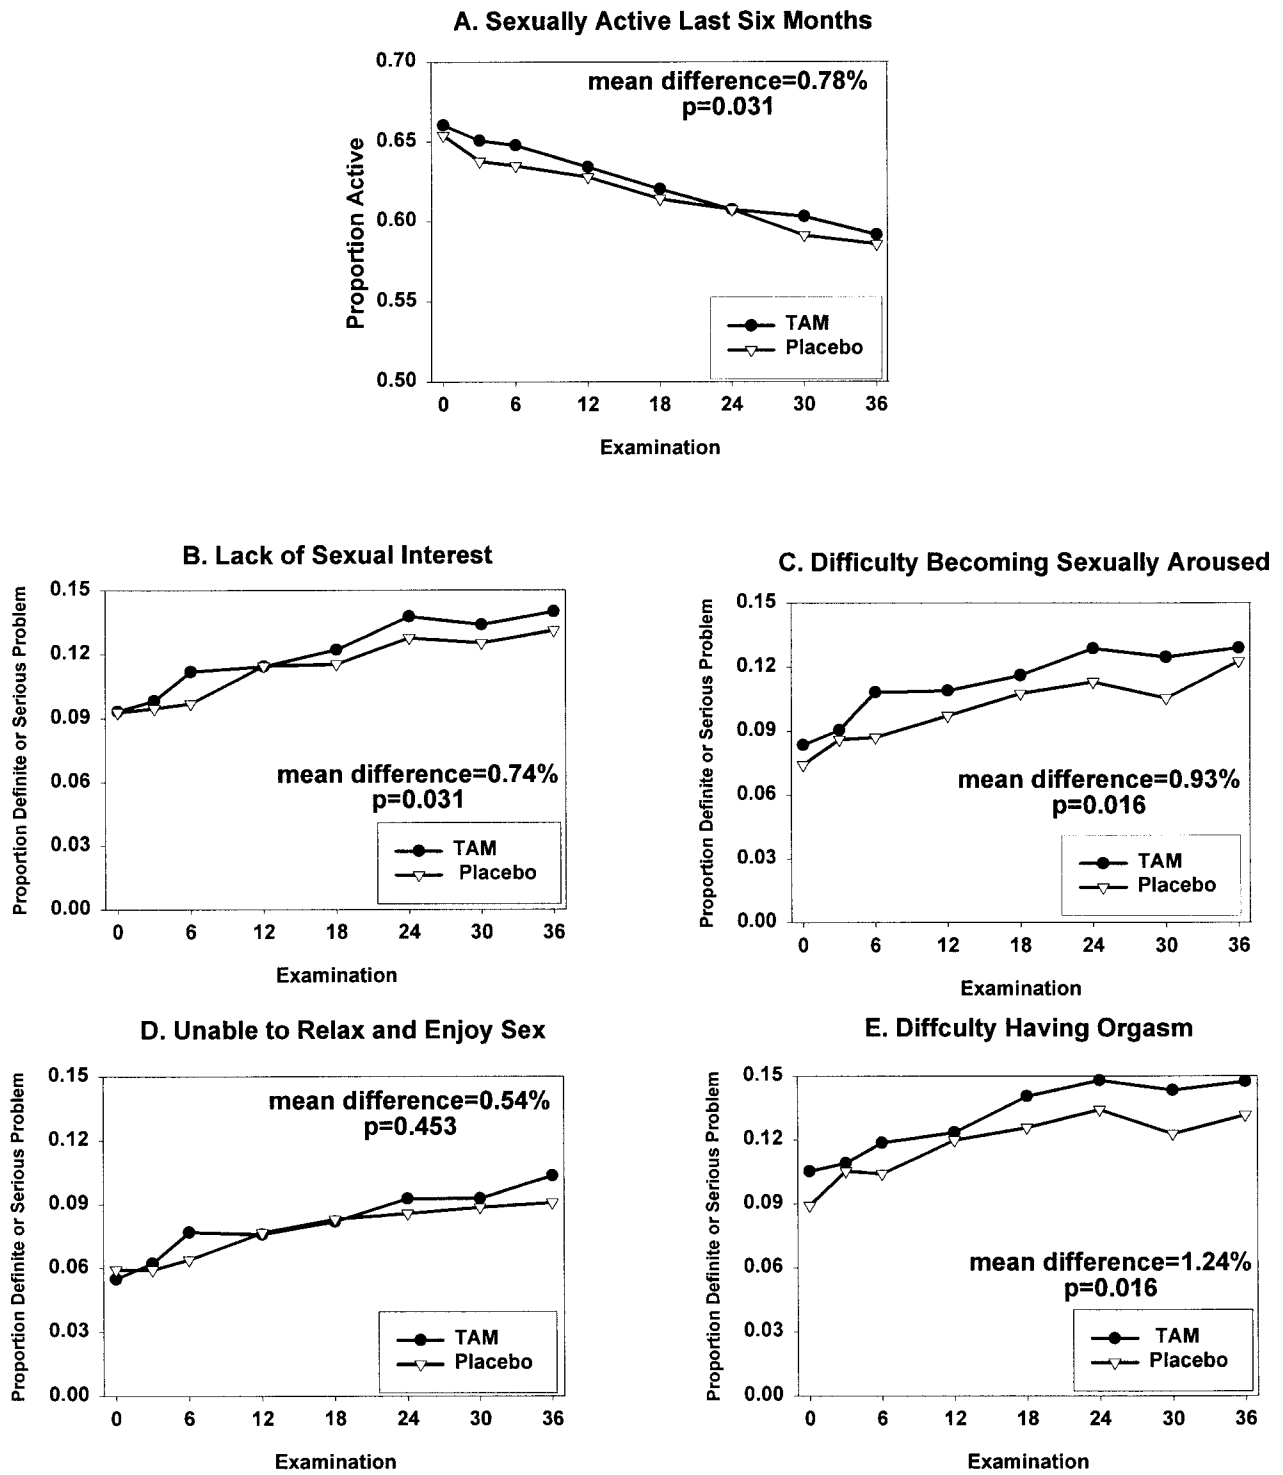 A. Sexually Active Last Six Months
0.70
0.65
0.60
0.55
0.50
Proportion Active
mean difference=0.78%
p=0.031
TAM
Placebo
0 6 12 18 24 30 36
Examination
B. Lack of Sexual Interest
0.15
0.12
0.09
0.06
0.03
0.00
Proportion Definite or Serious Problem
mean difference=0.74%
p=0.031
TAM
Placebo
0 6 12 18 24 30 36
Examination
C. Difficulty Becoming Sexually Aroused
0.15
0.12
0.09
0.06
0.03
0.00
Proportion Definite or Serious Problem
mean difference=0.93%
p=0.016
TAM
Placebo
0 6 12 18 24 30 36
Examination
D. Unable to Relax and Enjoy Sex
0.15
0.12
0.09
0.06
0.03
0.00
Proportion Definite or Serious Problem
mean difference=0.54%
p=0.453
TAM
Placebo
0 6 12 18 24 30 36
Examination
E. Diffculty Having Orgasm
0.15
0.12
0.09
0.06
0.03
0.00
Proportion Definite or Serious Problem
mean difference=1.24%
p=0.016
TAM
Placebo
0 6 12 18 24 30 36
Examination